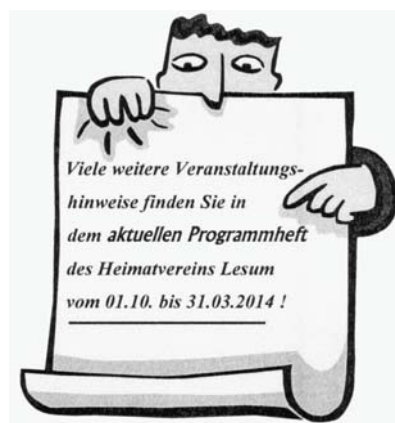 Viele weitere Veranstaltungs-
hinweise finden Sie in
dem aktuellen Programmheft
des Heimatvereins Lesum
vom 01.10. bis 31.03.2014 !